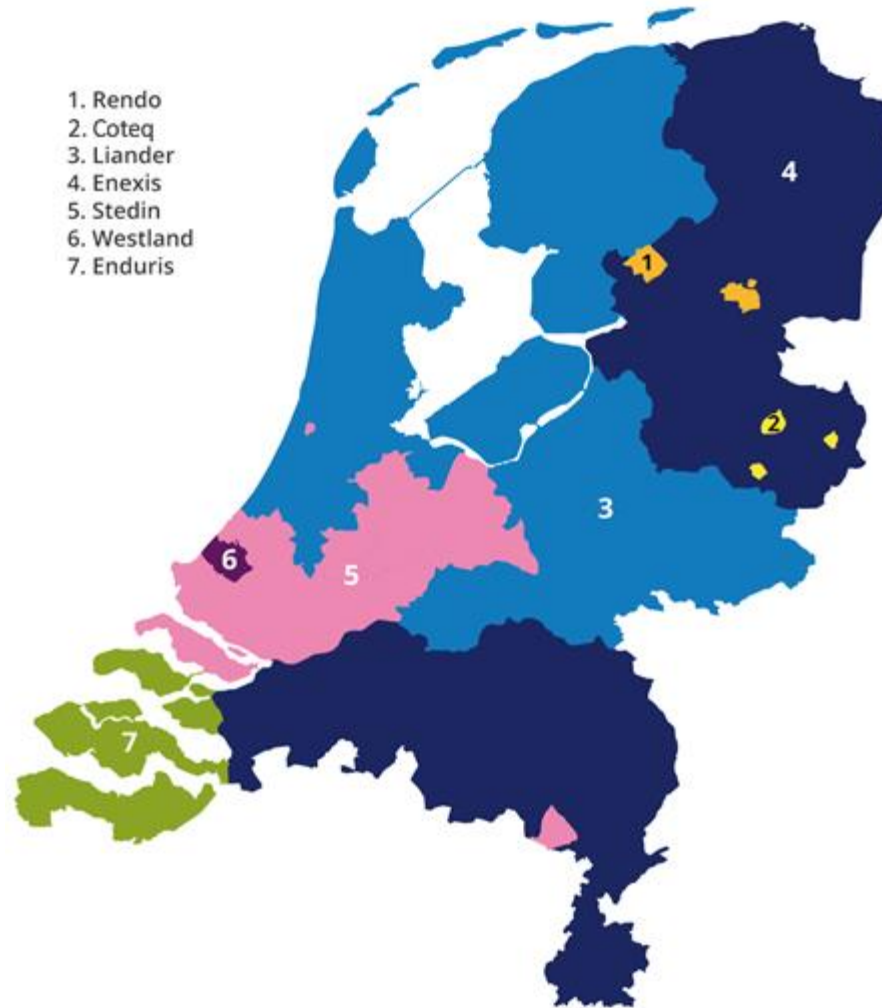 1. Rendo
2. Coteq
3. Liander
4. Enexis
5. Stedin
6. Westland
7. Enduris
4
1
2
3
6
5
7